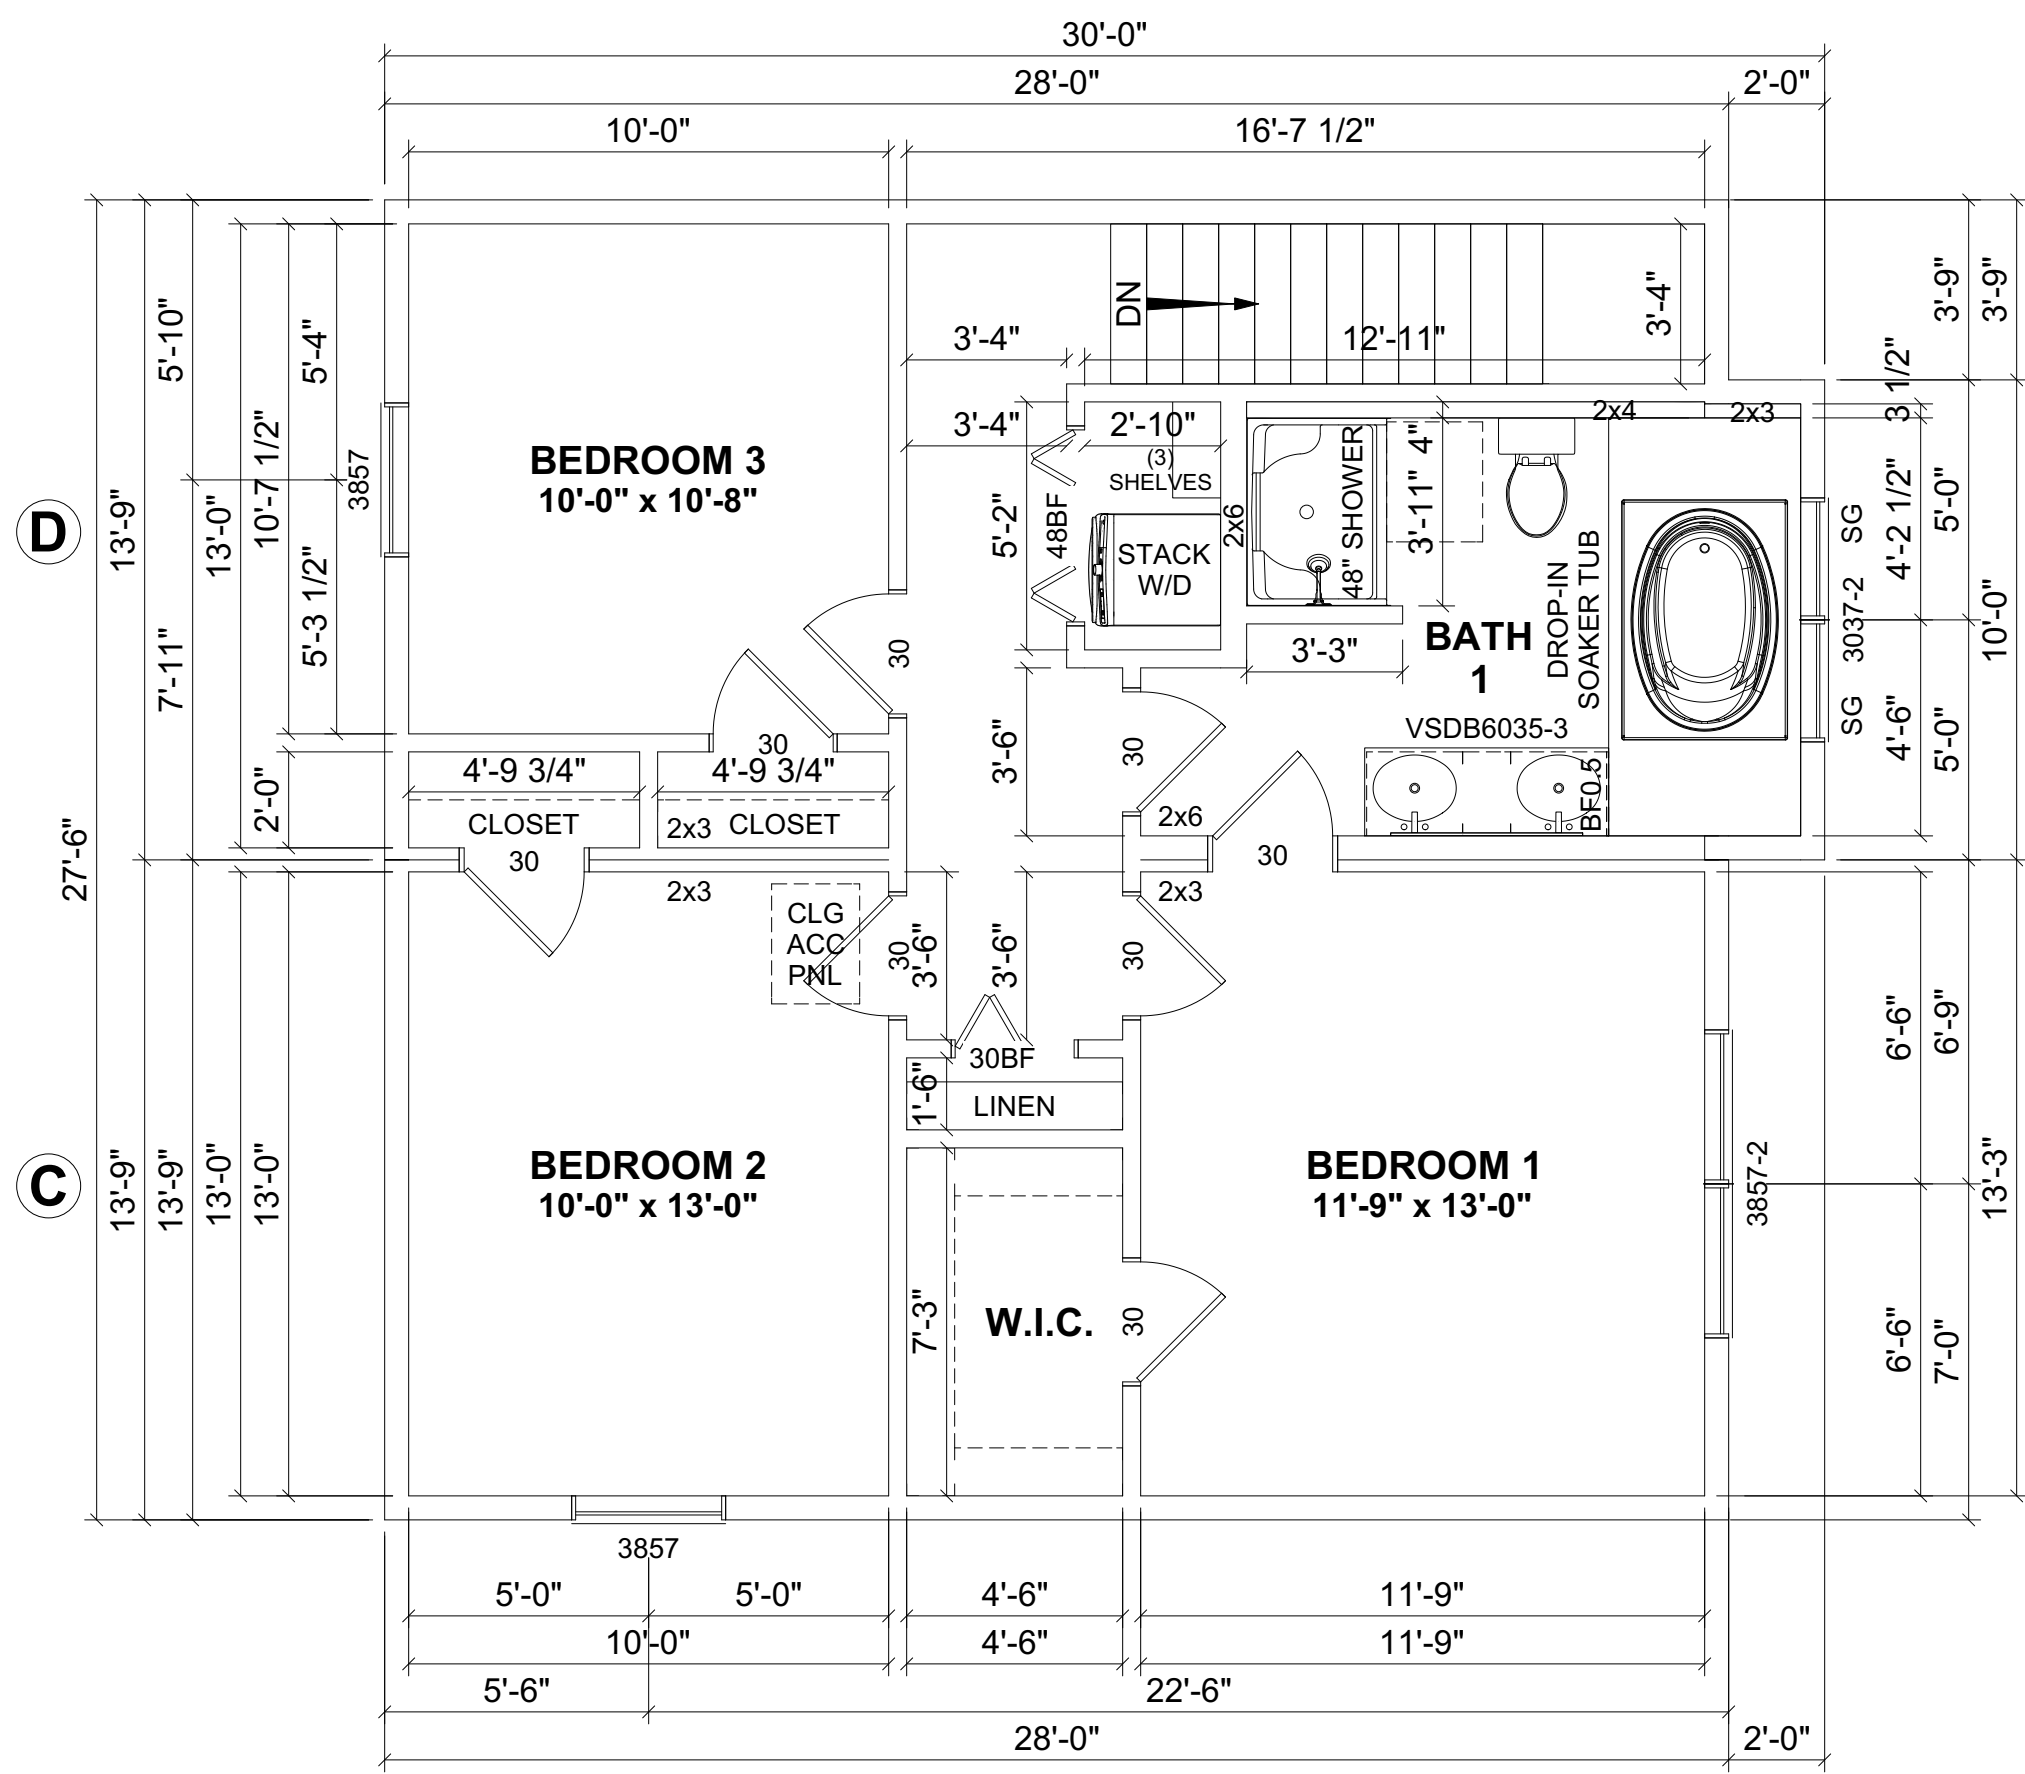 30'-0"
28'-0"
2'-0"
10'-0"
16'-7 1/2"
5'-10"
5'-4"
DN
3'-4"
3'-9"
3'-9"
3'-4"
12'-11"
3 1/2"
13'-9"
13'-0"
10'-7 1/2"
3857
BEDROOM 3
10'-0" x 10'-8"
3'-4"
2'-10"
(3)
SHELVES
2x4
2x3
48" SHOWER
4"
3'-11"
D
5'-2"
48BF
STACK
W/D
2x6
SG
4'-2 1/2"
5'-0"
7'-11"
5'-3 1/2"
30
3'-3"
BATH
1
DROP-IN
SOAKER TUB
3037-2
10'-0"
SG
VSDB6035-3
30
3'-6"
30
4'-6"
5'-0"
2'-0"
4'-9 3/4"
4'-9 3/4"
BF0.5
CLOSET
2x3
CLOSET
2x6
27'-6"
30
30
2x3
2x3
CLG
ACC
PNL
30
3'-6"
3'-6"
30
6'-6"
6'-9"
30BF
1'-6"
LINEN
C
13'-9"
13'-9"
13'-0"
13'-0"
BEDROOM 2
10'-0" x 13'-0"
BEDROOM 1
11'-9" x 13'-0"
3857-2
13'-3"
7'-3"
W.I.C.
30
6'-6"
7'-0"
3857
5'-0"
5'-0"
4'-6"
11'-9"
10'-0"
4'-6"
11'-9"
5'-6"
22'-6"
28'-0"
2'-0"